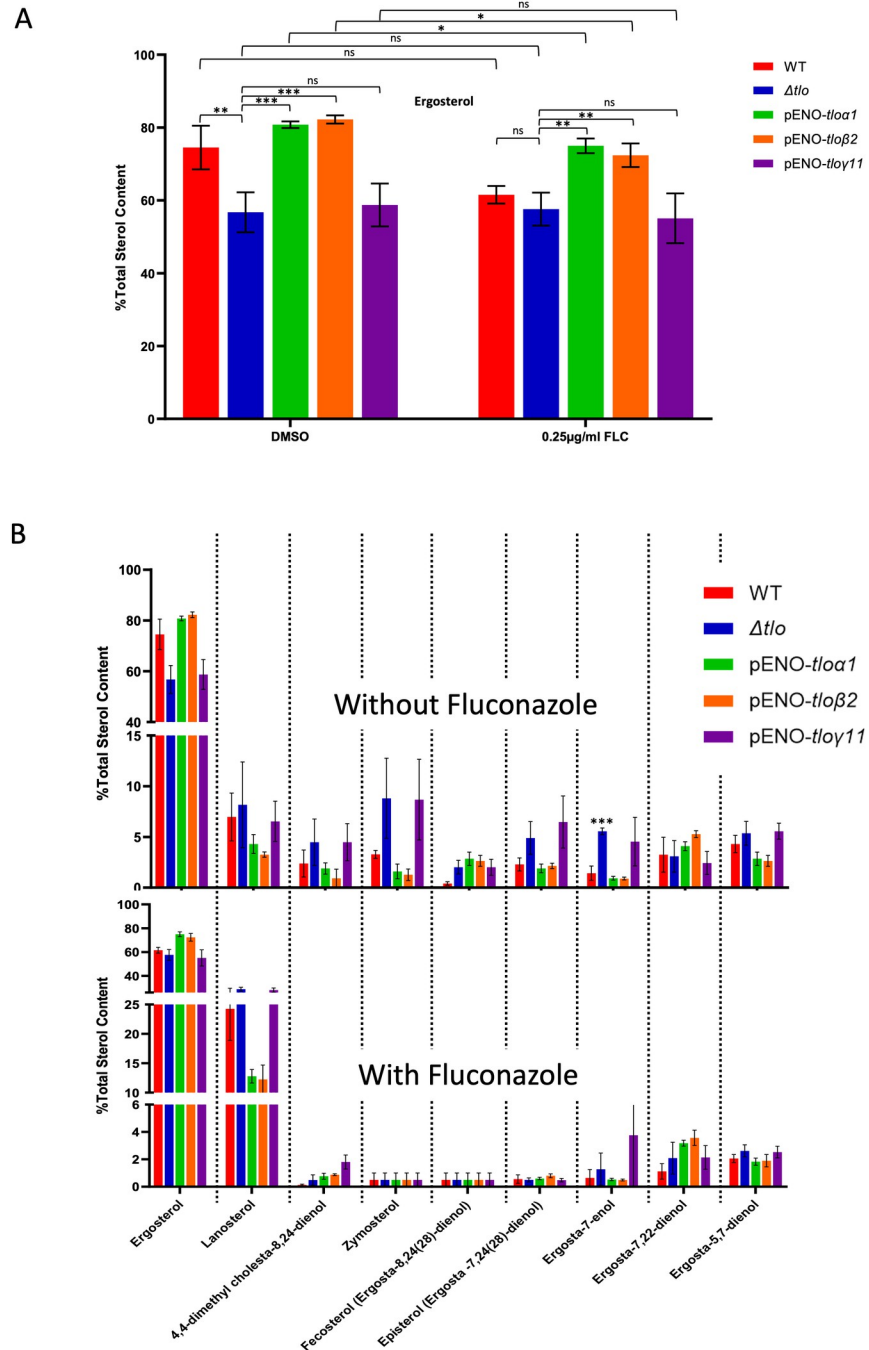 A
ns
*
*
ns
ns
ns
***
***
**
Ergosterol
ns
ns
**
**
ns
WT
Δtlo
pENO-tloα1
pENO-tloβ2
pENO-tloγ11
%Total Sterol Content
100
80
60
40
20
0
DMSO
0.25µg/ml FLC
B
WT
Δtlo
pENO-tloα1
pENO-tloβ2
pENO-tloγ11
Without Fluconazole
%Total Sterol Content
100
80
60
40
15
10
5
0
***
With Fluconazole
%Total Sterol Content
100
80
60
40
25
20
15
10
6
4
2
0
Ergosterol
Lanosterol
4,4-dimethyl cholesta-8,24-dienol
Zymosterol
Fecosterol (Ergosta-8,24(28)-dienol)
Episterol (Ergosta -7,24(28)-dienol)
Ergosta-7-enol
Ergosta-7,22-dienol
Ergosta-5,7-dienol